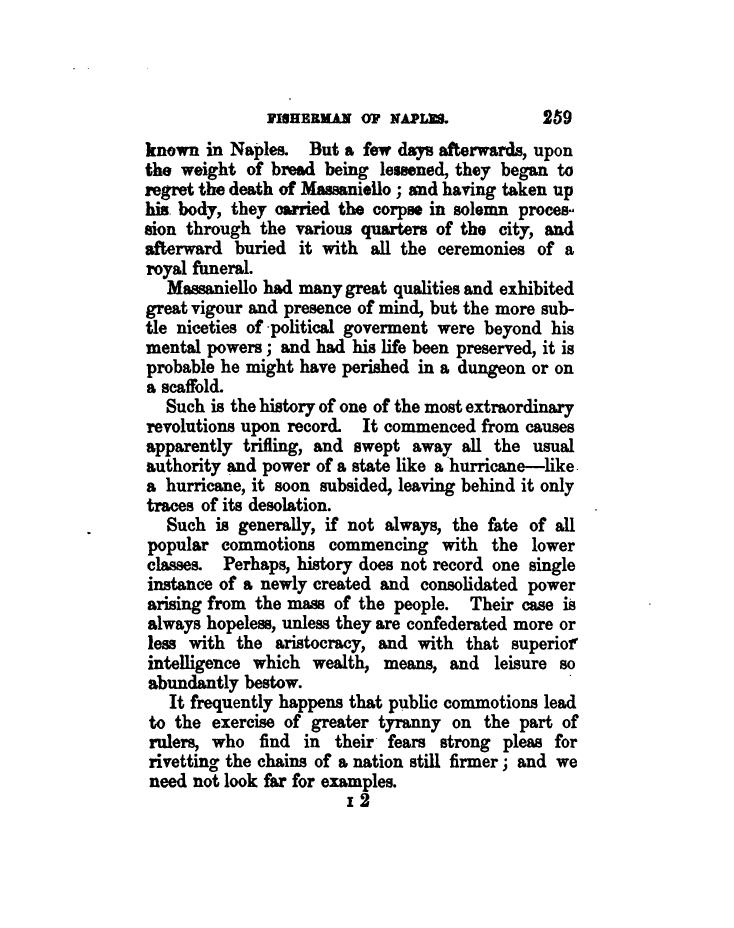 FISHERMAN OF NAPLES. 259
known in Naples. But a few days afterwards, upon
the weight of bread being lessened, they began to
regret the death of Massaniello ; and having taken up
his body, they carried the corpse in solemn proces-
sion through the various quarters of the city, and
afterward buried it with all the ceremonies of a
royal funeral.
Massaniello had many great qualities and exhibited
great vigour and presence of mind, but the more sub-
tle niceties of political goverment were beyond his
mental powers ; and had his life been preserved, it is
probable he might have perished in a dungeon or on
a scaffold.
Such is the history of one of the most extraordinary
revolutions upon record. It commenced from causes
apparently trifling, and swept away all the usual
authority and power of a state like a hurricane—like
a hurricane, it soon subsided, leaving behind it only
traces of its desolation.
Such is generally, if not always, the fate of all
popular commotions commencing with the lower
classes. Perhaps, history does not record one single
instance of a newly created and consolidated power
arising from the mass of the people. Their case is
always hopeless, unless they are confederated more or
less with the aristocracy, and with that superior
intelligence which wealth, means, and leisure so
abundantly bestow.
It frequently happens that public commotions lead
to the exercise of greater tyranny on the part of
rulers, who find in their fears strong pleas for
rivetting the chains of a nation still firmer ; and we
need not look far for examples.
I 2